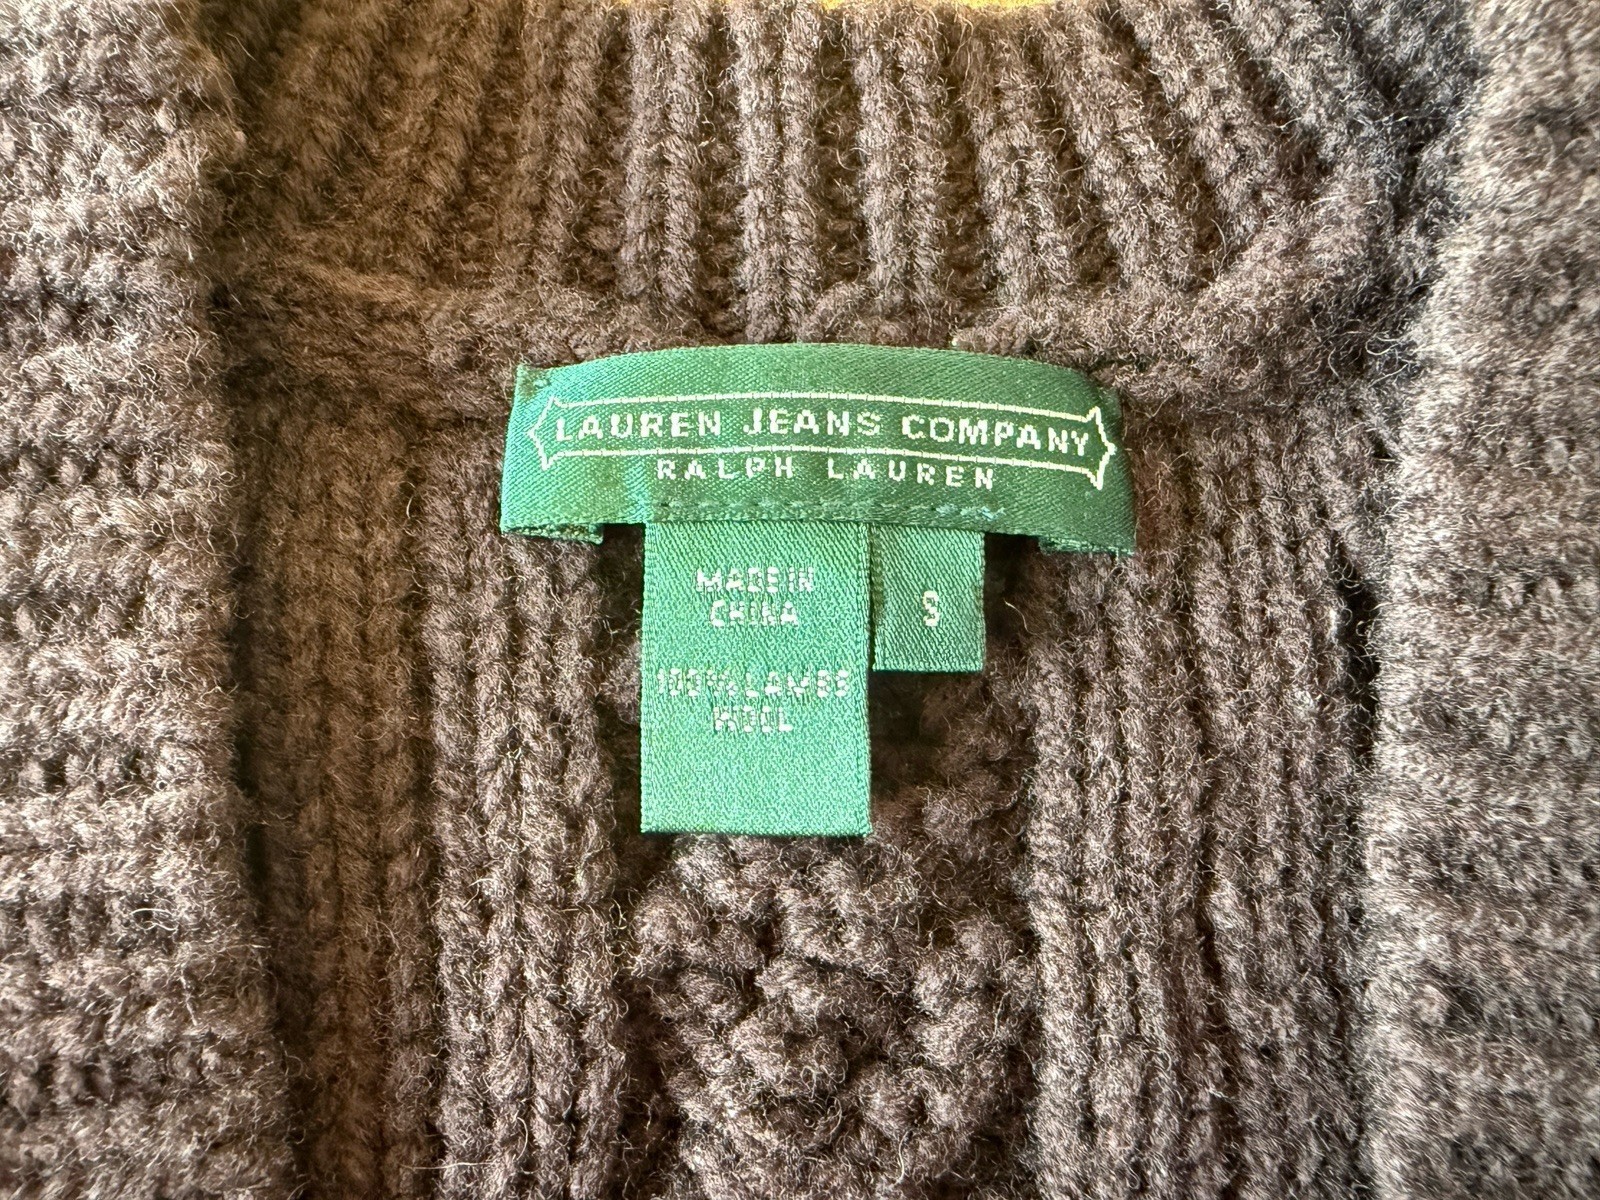 LAUREN JEANS COMPANY
RALPH LAUREN
MADE IN
CHINA
S
100% LAMBS
WOOL